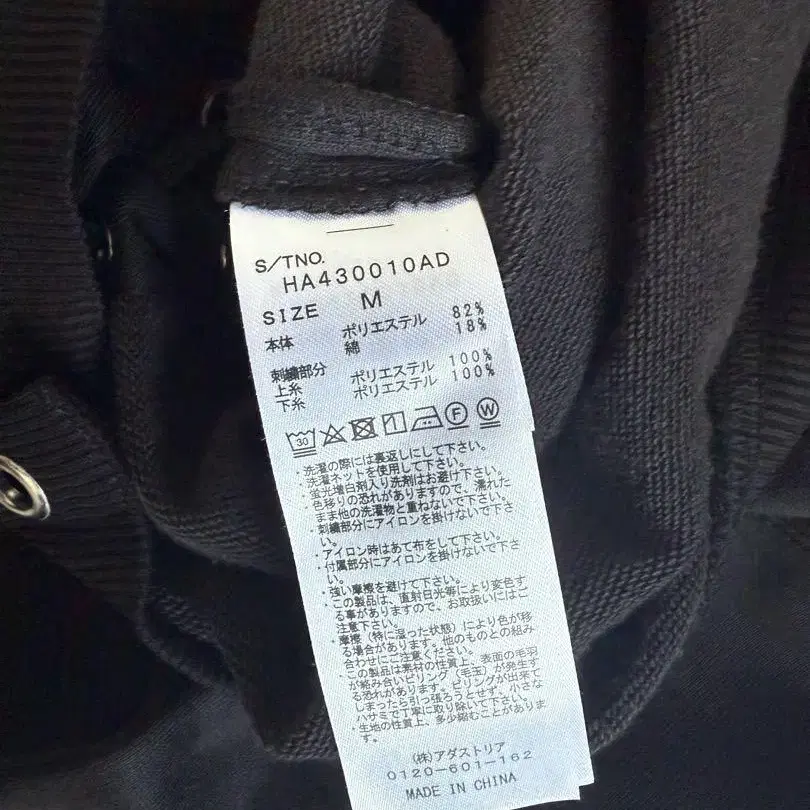 S/TNO.
HA430010AD
SIZE M
本体 ポリエステル 82%
綿 18%
刺繍部分
上糸 ポリエステル 100%
下糸 ポリエステル 100%
30 F W
・洗濯の際には裏返しにして下さい。
・洗濯ネットを使用して下さい。
・蛍光増白剤入り洗剤はお避け下さい。
・色移りの恐れがありますので、濡れた
まま他の洗濯物と重ねないで下さい。
・刺繍部分にアイロンを掛けないで下さ
い。
・アイロン時はあて布をして下さい。
・付属部分にアイロンを掛けないで下さ
い。
・強い摩擦を避けて下さい。
・この製品は、直射日光等により変色す
る事がありますので、お取扱いにはご
注意下さい。
・摩擦（特に湿った状態）により色が移
る場合があります。他のものとの組み
合わせにご注意ください。
・この製品は素材の性質上、表面の毛羽
が絡み合いピリング（毛玉）が発生す
る恐れがあります。ピリングが出来て
しまったら引っ張ろうとせず、小さな
ハサミで丁寧に取り除いて下さい。
・生地の性質上、多少縮むことがありま
す。
（株）アダストリア
0120-601-162
MADE IN CHINA